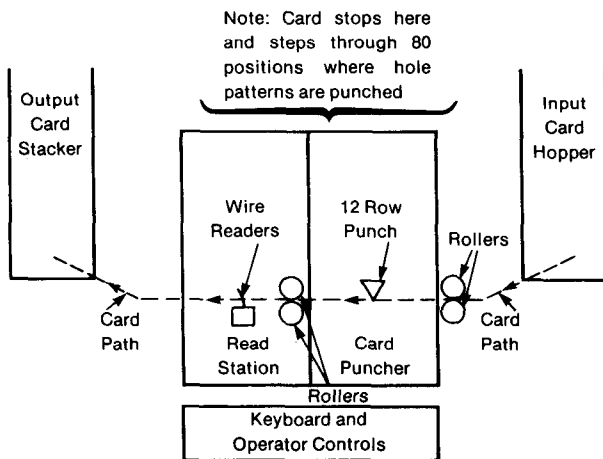 Note: Card stops here
and steps through 80
positions where hole
patterns are punched
Output
Card
Stacker
Input
Card
Hopper
Wire
Readers
12 Row
Punch
Rollers
Card
Path
Read
Station
Card
Puncher
Card
Path
Rollers
Keyboard and
Operator Controls